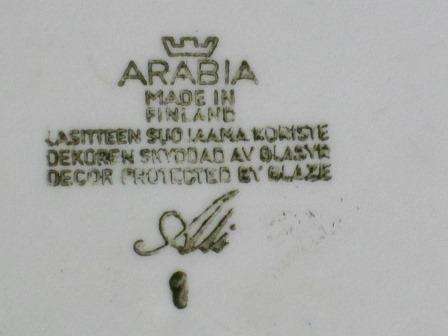 ARABIA
MADE IN
FINLAND
LASITTEEN SUOJAAMA KORISTE
DEKOREN SKYDDAD AV GLASYR
DECOR PROTECTED BY GLAZE